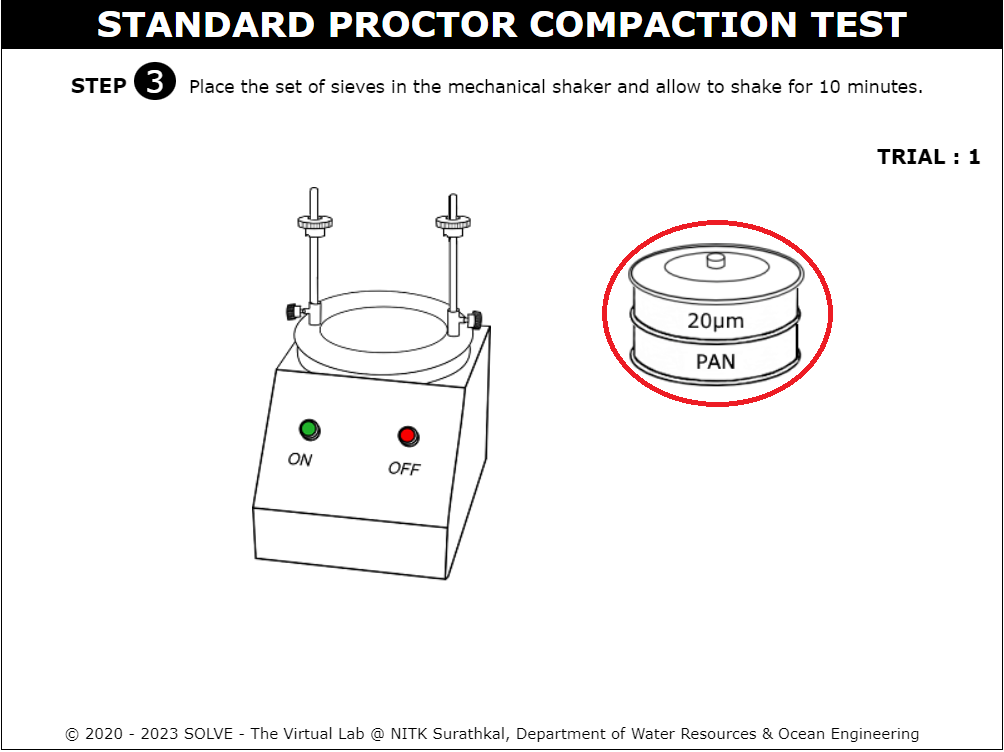 STANDARD PROCTOR COMPACTION TEST
STEP 3 Place the set of sieves in the mechanical shaker and allow to shake for 10 minutes.
TRIAL : 1
20µm
PAN
ON
OFF
© 2020 - 2023 SOLVE - The Virtual Lab @ NITK Surathkal, Department of Water Resources & Ocean Engineering